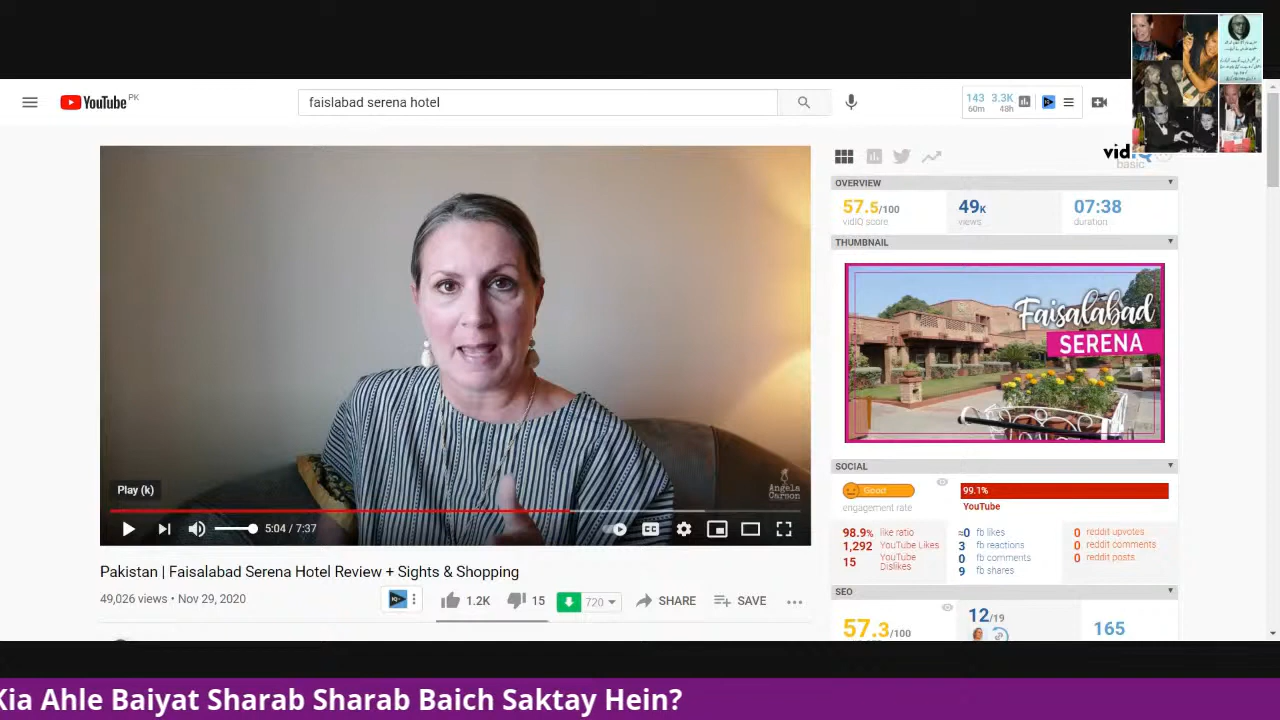 YouTube PK
faislabad serena hotel
143 3.3K
60m 48h
vidIQ
basic
OVERVIEW
57.5/100 49K 07:38
vidIQ score views duration
THUMBNAIL
Faisalabad
SERENA
SOCIAL
Good 99.1%
engagement rate YouTube
98.9% like ratio ≈0 fb likes 0 reddit upvotes
1,292 YouTube Likes 3 fb reactions 0 reddit comments
15 YouTube Dislikes 0 fb comments 0 reddit posts
9 fb shares
SEO
57.3/100 12/19 165
Angela
Carson
Play (k)
5:04 / 7:37
CC
Pakistan | Faisalabad Serena Hotel Review + Sights & Shopping
49,026 views • Nov 29, 2020
1.2K 15 720 SHARE SAVE
Kia Ahle Baiyat Sharab Sharab Baich Saktay Hein?